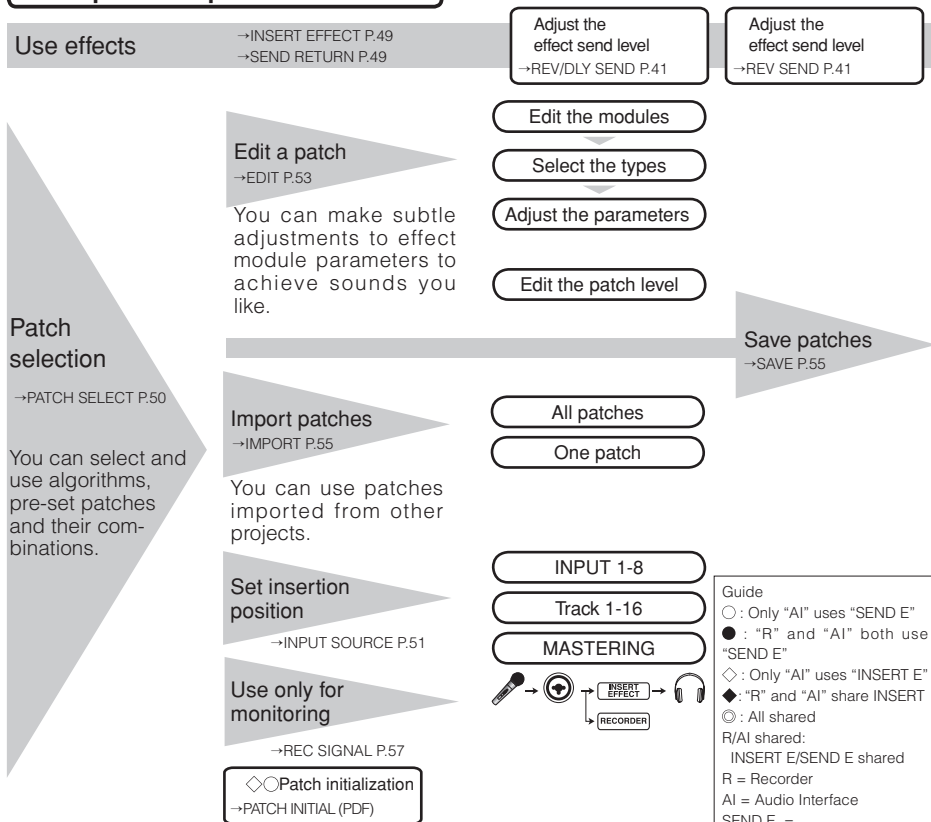 Use effects
→INSERT EFFECT P.49
→SEND RETURN P.49
Adjust the
effect send level
→REV/DLY SEND P.41
Adjust the
effect send level
→REV SEND P.41
Patch
selection
→PATCH SELECT P.50
You can select and
use algorithms,
pre-set patches
and their com-
binations.
Edit a patch
→EDIT P.53
You can make subtle
adjustments to effect
module parameters to
achieve sounds you
like.
Edit the modules
Select the types
Adjust the parameters
Edit the patch level
Save patches
→SAVE P.55
Import patches
→IMPORT P.55
You can use patches
imported from other
projects.
All patches
One patch
Set insertion
position
→INPUT SOURCE P.51
INPUT 1-8
Track 1-16
MASTERING
Use only for
monitoring
→REC SIGNAL P.57
INSERT
EFFECT
RECORDER
◇○Patch initialization
→PATCH INITIAL (PDF)
Guide
○ : Only “AI” uses “SEND E”
● : “R” and “AI” both use
“SEND E”
◇ : Only “AI” uses “INSERT E”
◆: “R” and “AI” share INSERT
◎ : All shared
R/AI shared:
INSERT E/SEND E shared
R = Recorder
AI = Audio Interface
SEND E =